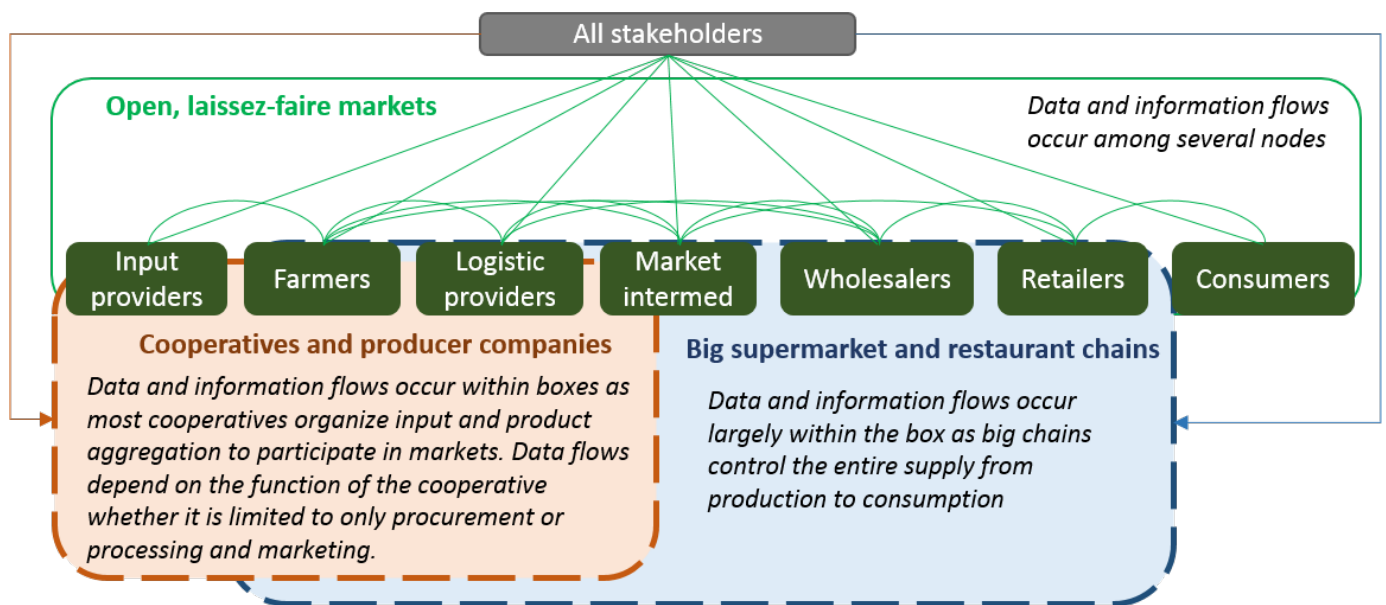 All stakeholders
Open, laissez-faire markets
Data and information flows
occur among several nodes
Input
providers
Farmers
Logistic
providers
Market
intermed
Wholesalers
Retailers
Consumers
Cooperatives and producer companies
Data and information flows occur within boxes as
most cooperatives organize input and product
aggregation to participate in markets. Data flows
depend on the function of the cooperative
whether it is limited to only procurement or
processing and marketing.
Big supermarket and restaurant chains
Data and information flows occur
largely within the box as big chains
control the entire supply from
production to consumption